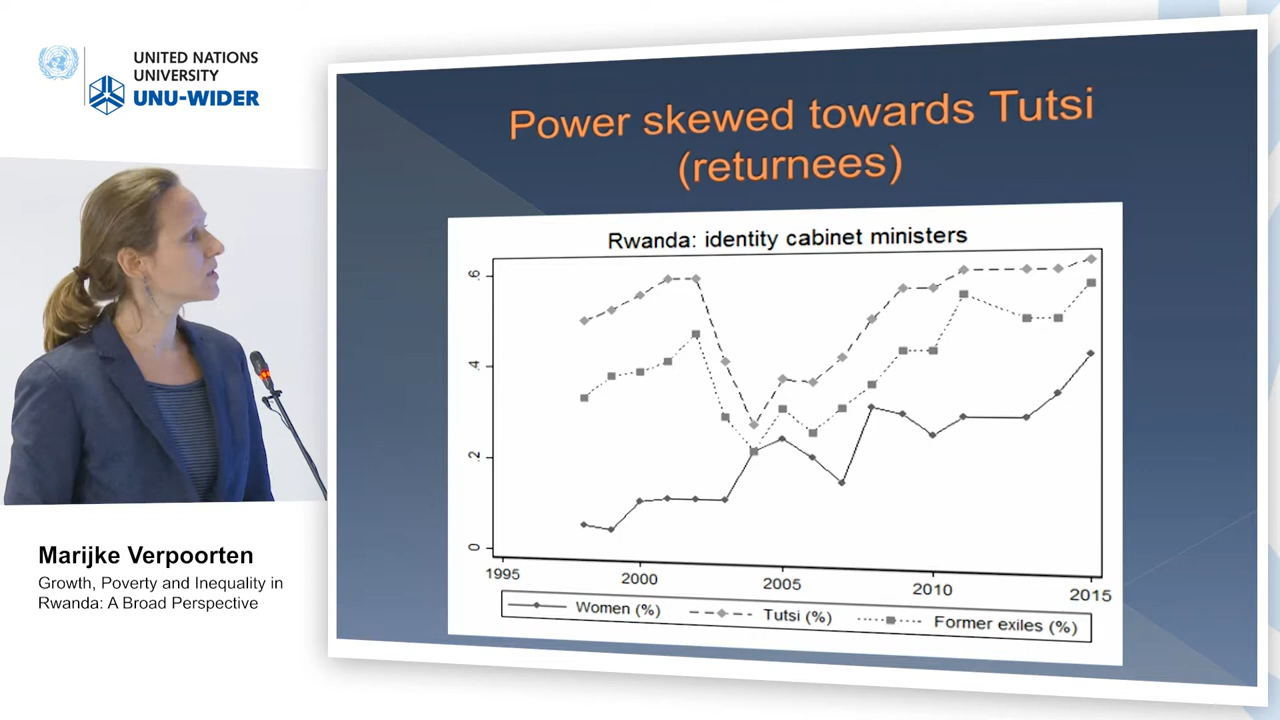 UNITED NATIONS
UNIVERSITY
UNU-WIDER
Power skewed towards Tutsi
(returnees)
Rwanda: identity cabinet ministers
.6
.4
.2
0
1995
2000
2005
2010
2015
Women (%)
Tutsi (%)
Former exiles (%)
Marijke Verpoorten
Growth, Poverty and Inequality in
Rwanda: A Broad Perspective